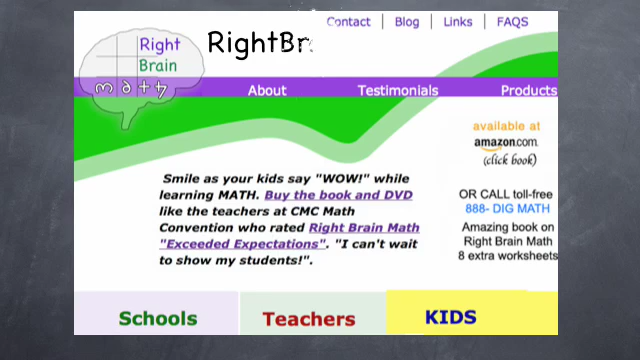 Contact | Blog | Links | FAQS
Right
Brain
RightBr
About Testimonials Products
available at
amazon.com
(click book)
Smile as your kids say "WOW!" while
learning MATH. Buy the book and DVD
like the teachers at CMC Math
Convention who rated Right Brain Math
"Exceeded Expectations". "I can't wait
to show my students!".
OR CALL toll-free
888- DIG MATH
Amazing book on
Right Brain Math
8 extra worksheets
Schools Teachers KIDS